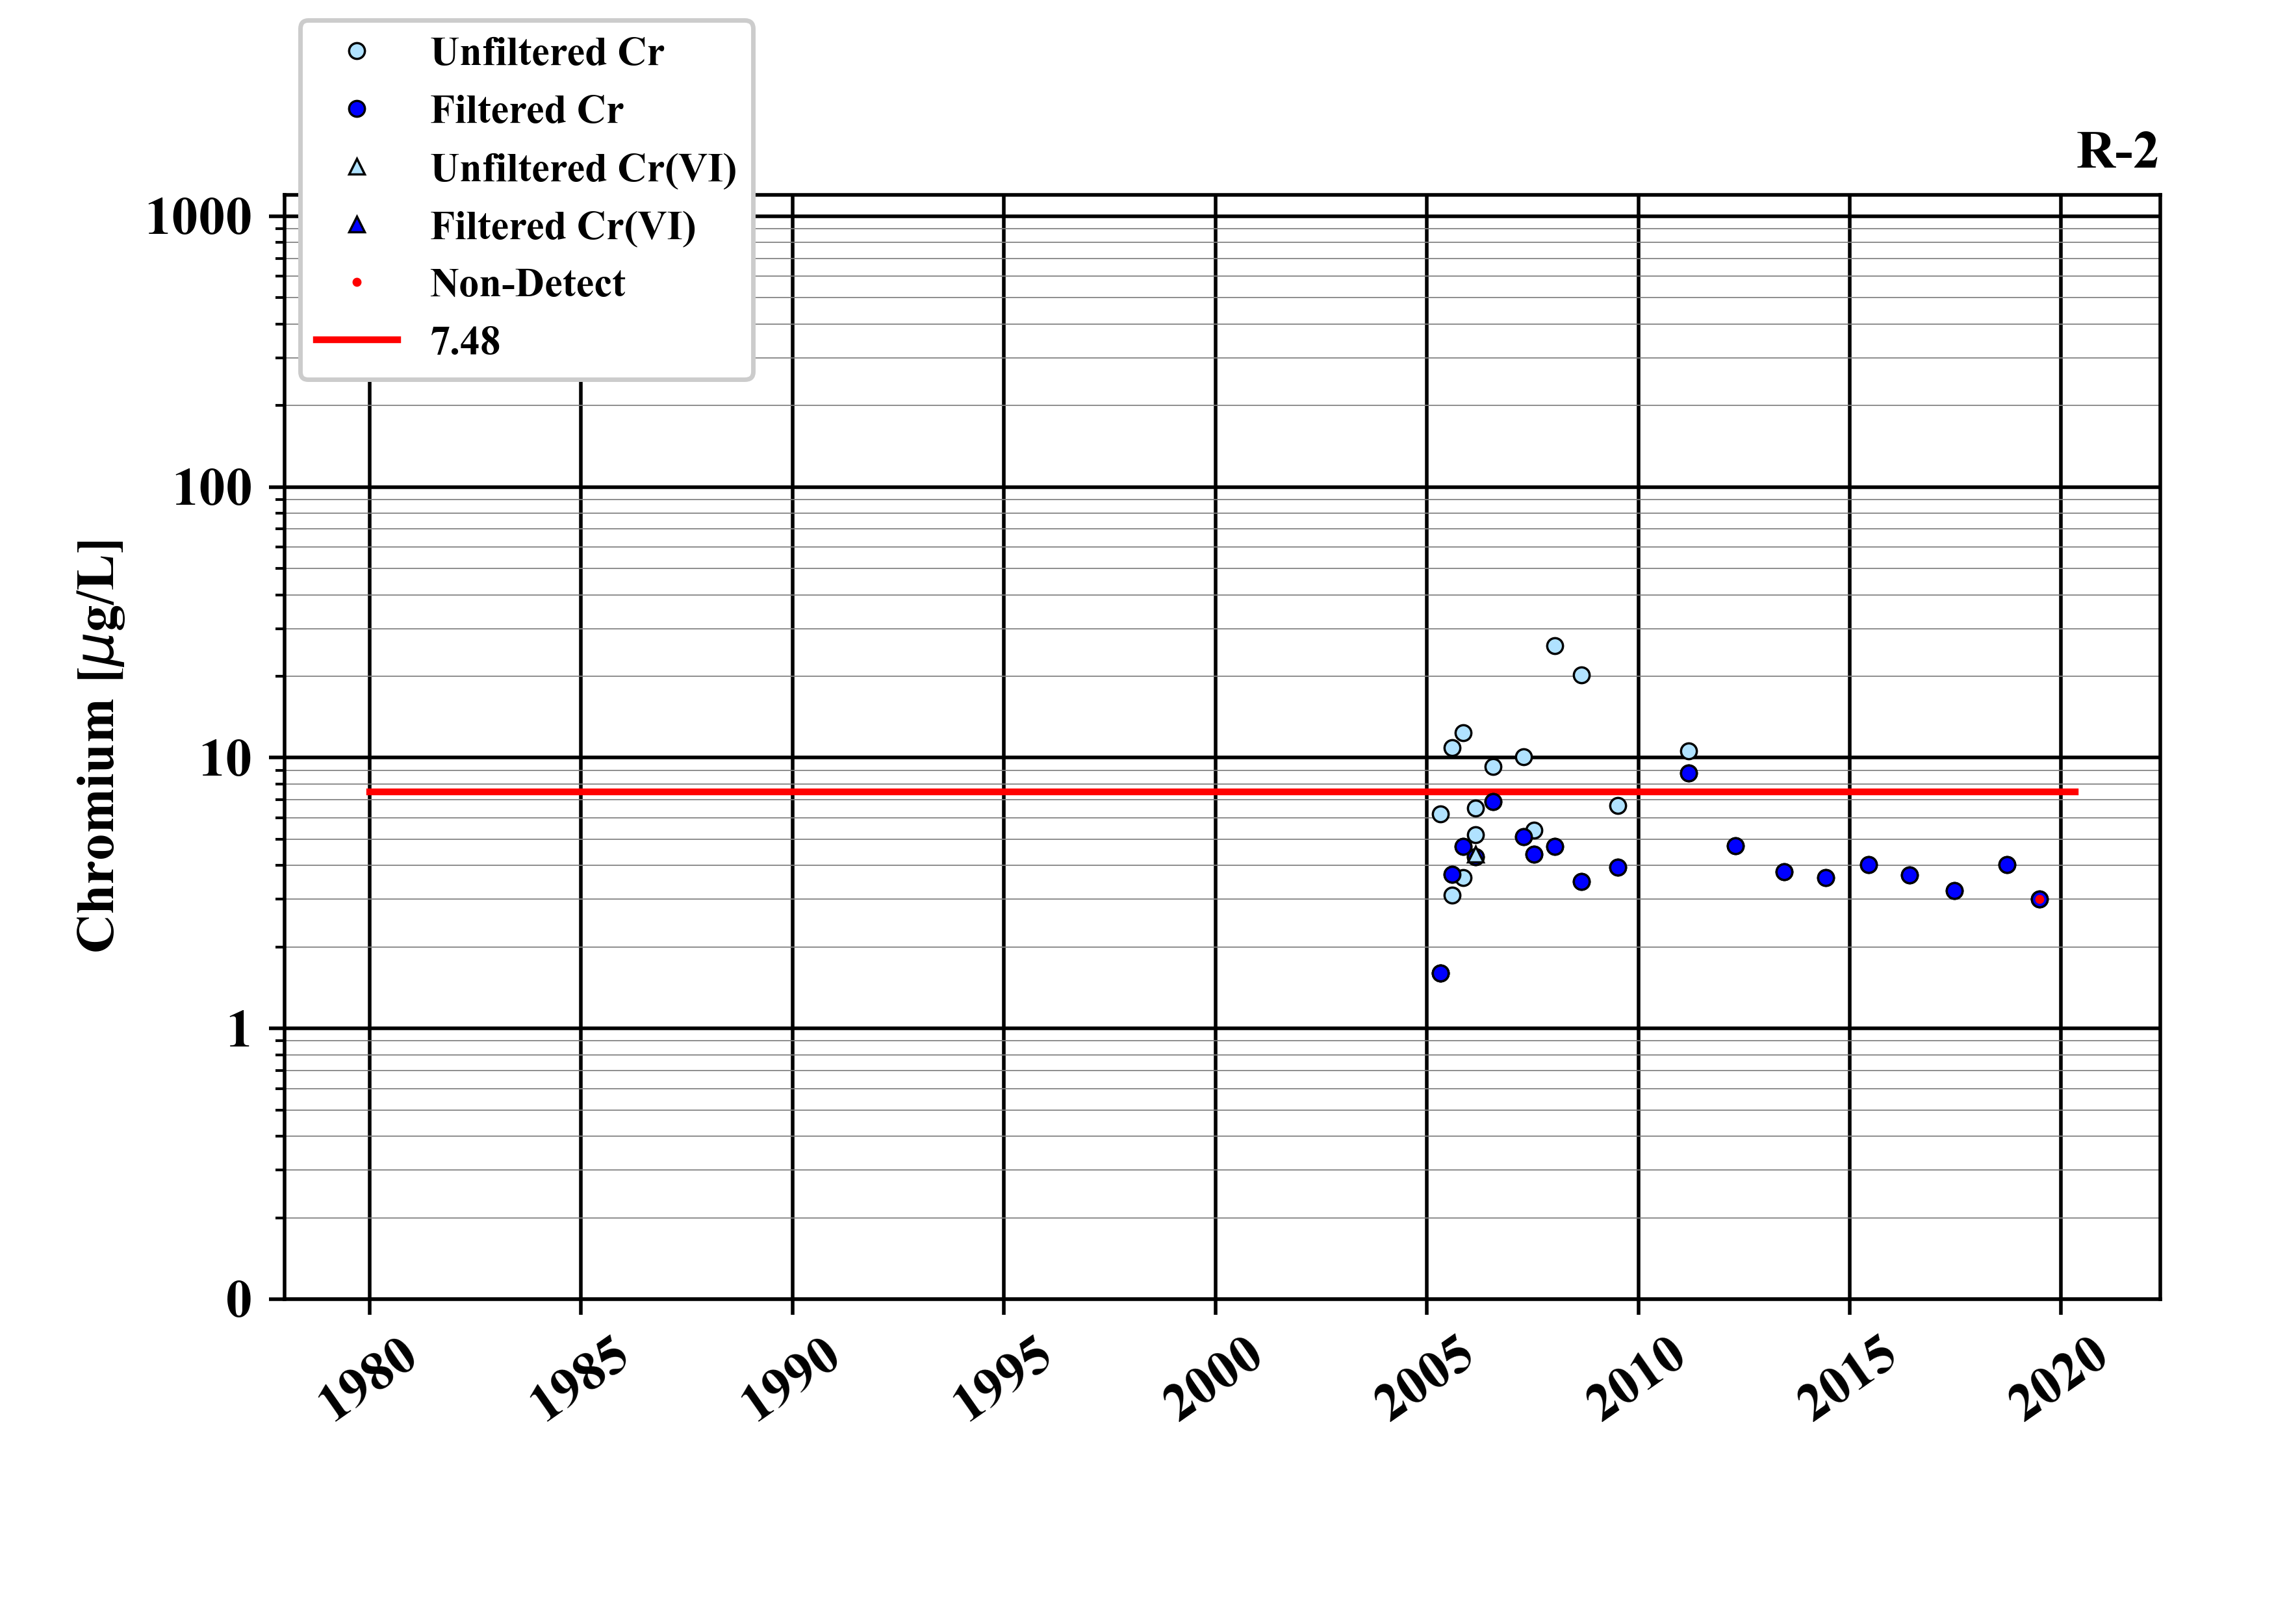 Unfiltered Cr
Filtered Cr
Unfiltered Cr(VI)
Filtered Cr(VI)
Non-Detect
7.48
R-2
1000
100
10
1
0
Chromium [μg/L]
1980 1985 1990 1995 2000 2005 2010 2015 2020